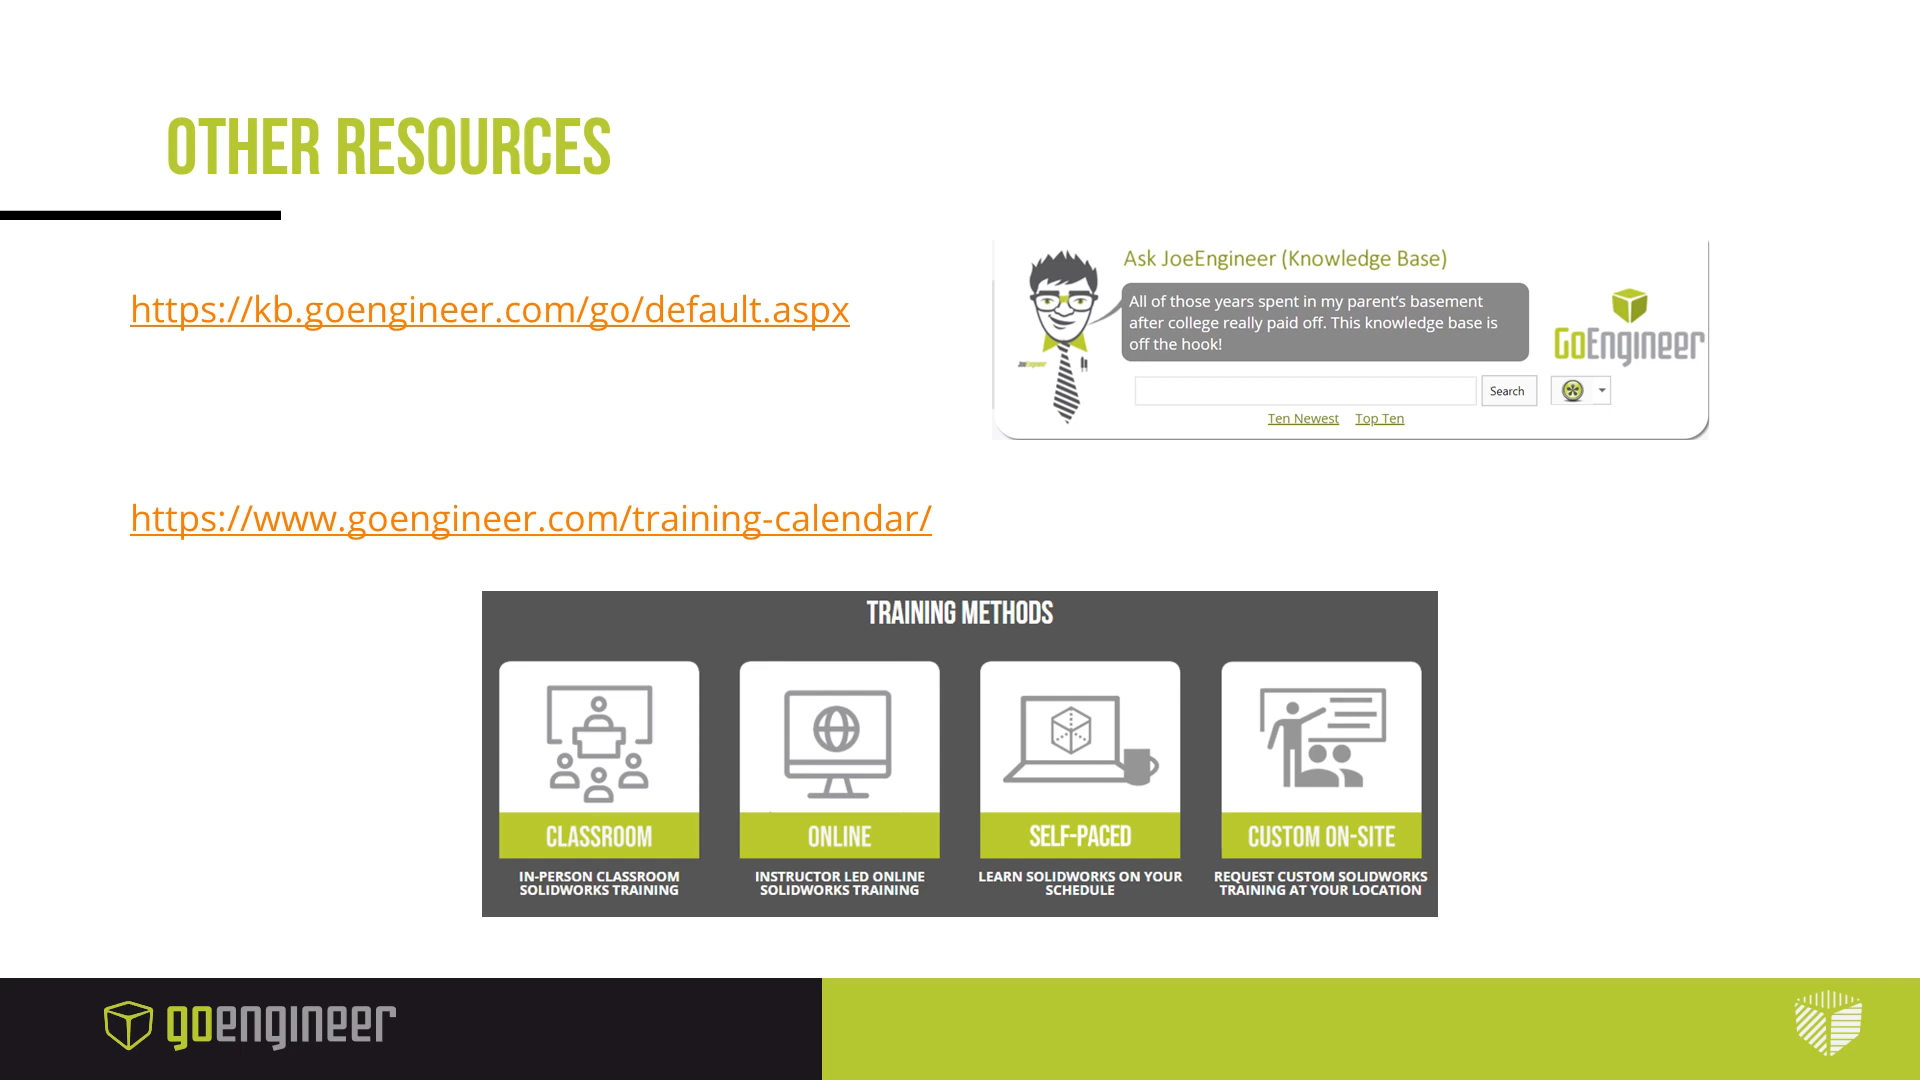 OTHER RESOURCES
https://kb.goengineer.com/go/default.aspx
Ask JoeEngineer (Knowledge Base)
All of those years spent in my parent's basement
after college really paid off. This knowledge base is
off the hook!
JoeEngineer
GoEngineer
Search
Ten Newest Top Ten
https://www.goengineer.com/training-calendar/
TRAINING METHODS
CLASSROOM
IN-PERSON CLASSROOM
SOLIDWORKS TRAINING
ONLINE
INSTRUCTOR LED ONLINE
SOLIDWORKS TRAINING
SELF-PACED
LEARN SOLIDWORKS ON YOUR
SCHEDULE
CUSTOM ON-SITE
REQUEST CUSTOM SOLIDWORKS
TRAINING AT YOUR LOCATION
goengineer